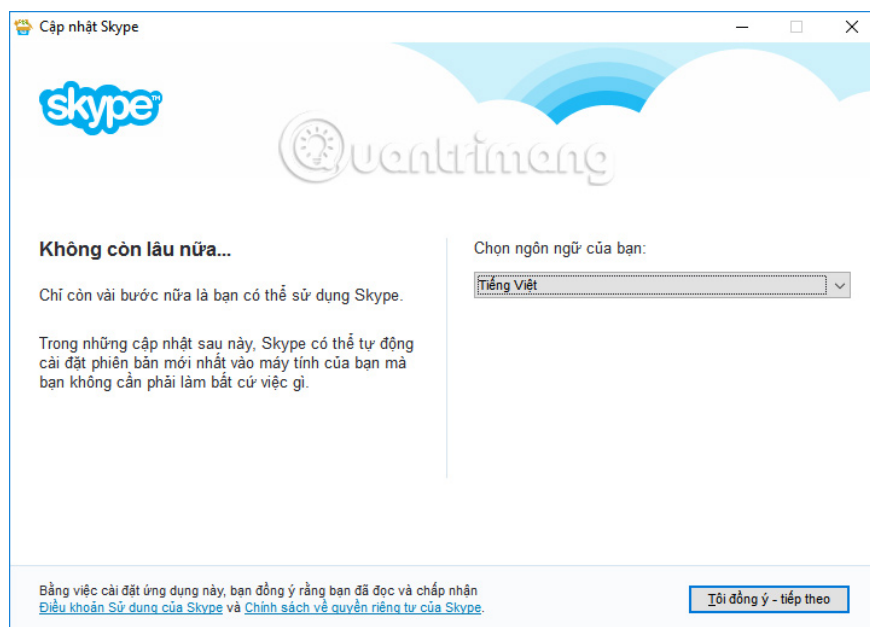 Cập nhật Skype
skype™
Quantrimang
Không còn lâu nữa...
Chỉ còn vài bước nữa là bạn có thể sử dụng Skype.
Trong những cập nhật sau này, Skype có thể tự động
cài đặt phiên bản mới nhất vào máy tính của bạn mà
bạn không cần phải làm bất cứ việc gì.
Chọn ngôn ngữ của bạn:
Tiếng Việt
Bằng việc cài đặt ứng dụng này, bạn đồng ý rằng bạn đã đọc và chấp nhận
Điều khoản Sử dụng của Skype và Chính sách về quyền riêng tư của Skype.
Tôi đồng ý - tiếp theo